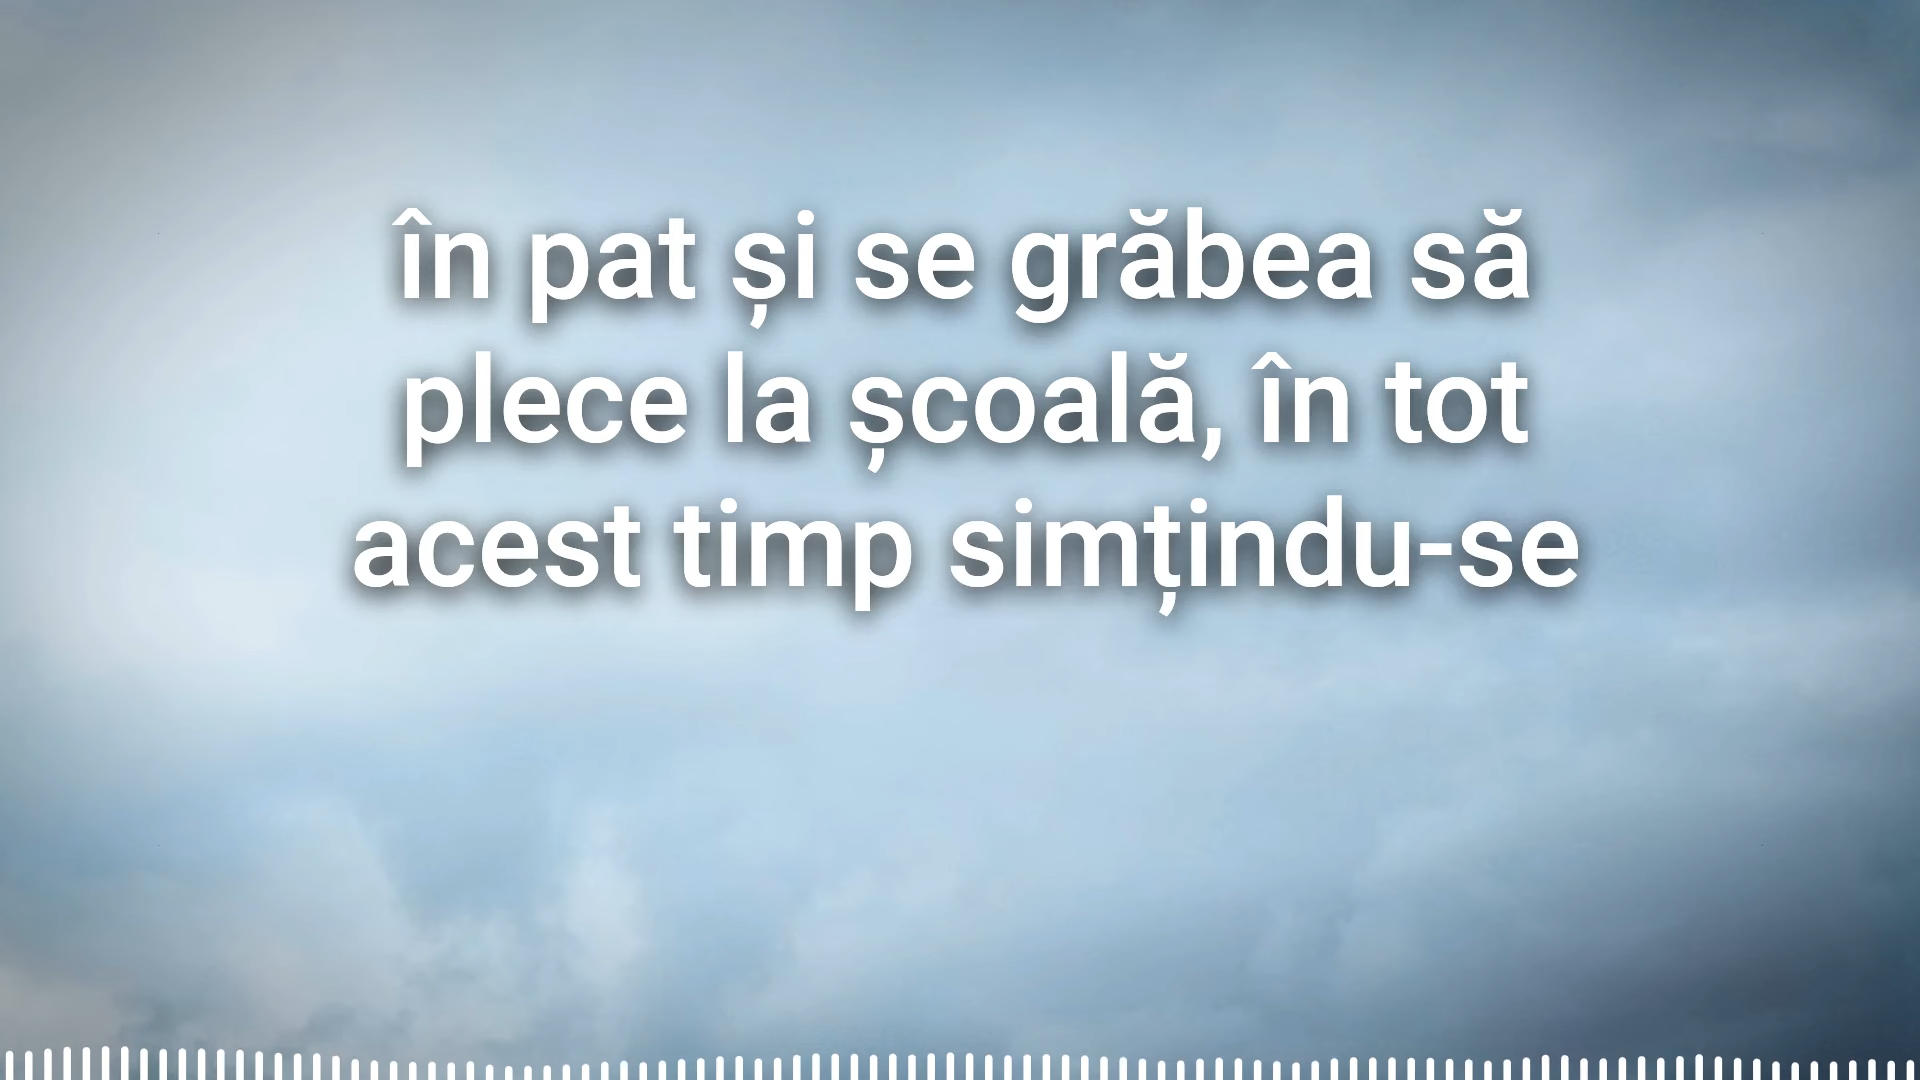 în pat și se grăbea să
plece la școală, în tot
acest timp simțindu-se